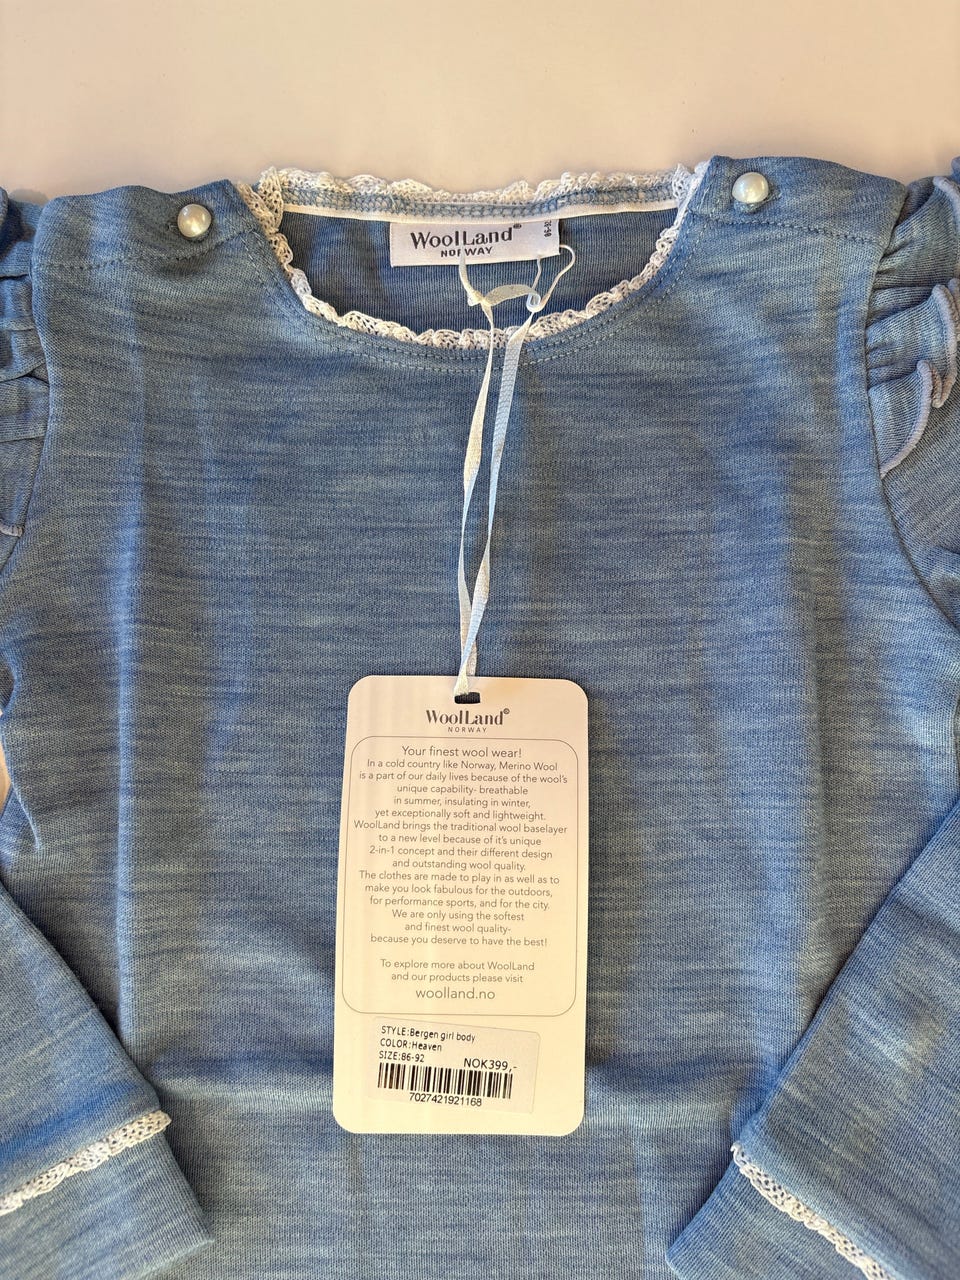 WoolLand®
NORWAY
WoolLand®
NORWAY
Your finest wool wear!
In a cold country like Norway, Merino Wool
is a part of our daily lives because of the wool's
unique capability- breathable
in summer, insulating in winter,
yet exceptionally soft and lightweight.
WoolLand brings the traditional wool baselayer
to a new level because of it's unique
2-in-1 concept and their different design
and outstanding wool quality.
The clothes are made to play in as well as to
make you look fabulous for the outdoors,
for performance sports, and for the city.
We are only using the softest
and finest wool quality-
because you deserve to have the best!
To explore more about WoolLand
and our products please visit
woolland.no
STYLE:Bergen girl body
COLOR:Heaven
SIZE:86-92
NOK399,-
7027421921168